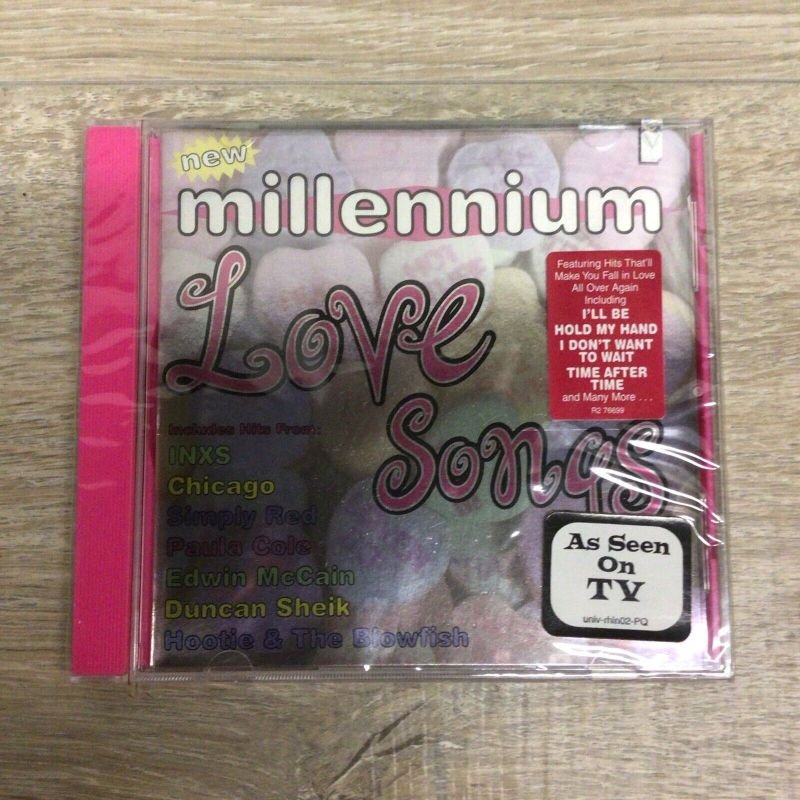 new
millennium
Love
Songs
Featuring Hits That'll
Make You Fall in Love
All Over Again
Including
I'LL BE
HOLD MY HAND
I DON'T WANT
TO WAIT
TIME AFTER
TIME
and Many More . . .
R2 76699
Includes Hits From:
INXS
Chicago
Simply Red
Paula Cole
Edwin McCain
Duncan Sheik
Hootie & The Blowfish
As Seen
On
TV
univ-rhin02-PQ